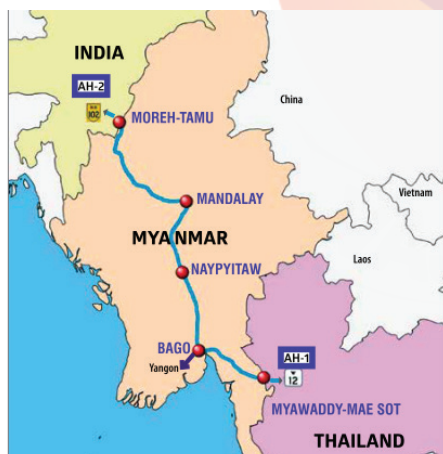 INDIA
AH-2
102
MOREH-TAMU
China
MANDALAY
Vietnam
MYANMAR
Laos
NAYPYITAW
BAGO
AH-1
Yangon
12
MYAWADDY-MAE SOT
THAILAND